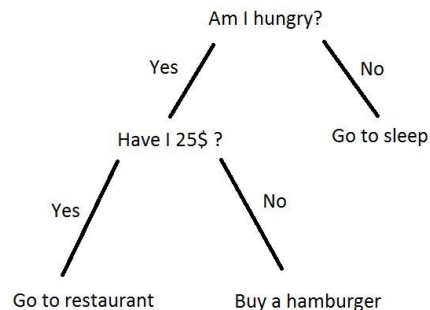 Am I hungry?
Yes
No
Have I 25$ ?
Go to sleep
Yes
No
Go to restaurant
Buy a hamburger